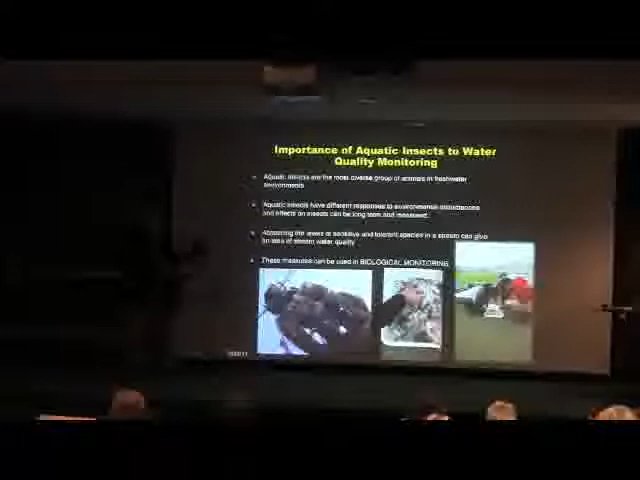 Importance of Aquatic Insects to Water
Quality Monitoring
Aquatic insects are the most diverse group of animals in freshwater
environments
Aquatic insects have different responses to environmental disturbances
and effects on insects can be long term and measured
the levels of sensitive and tolerant species in a stream can give
an idea of stream water quality
These measures can be used in BIOLOGICAL MONITORING